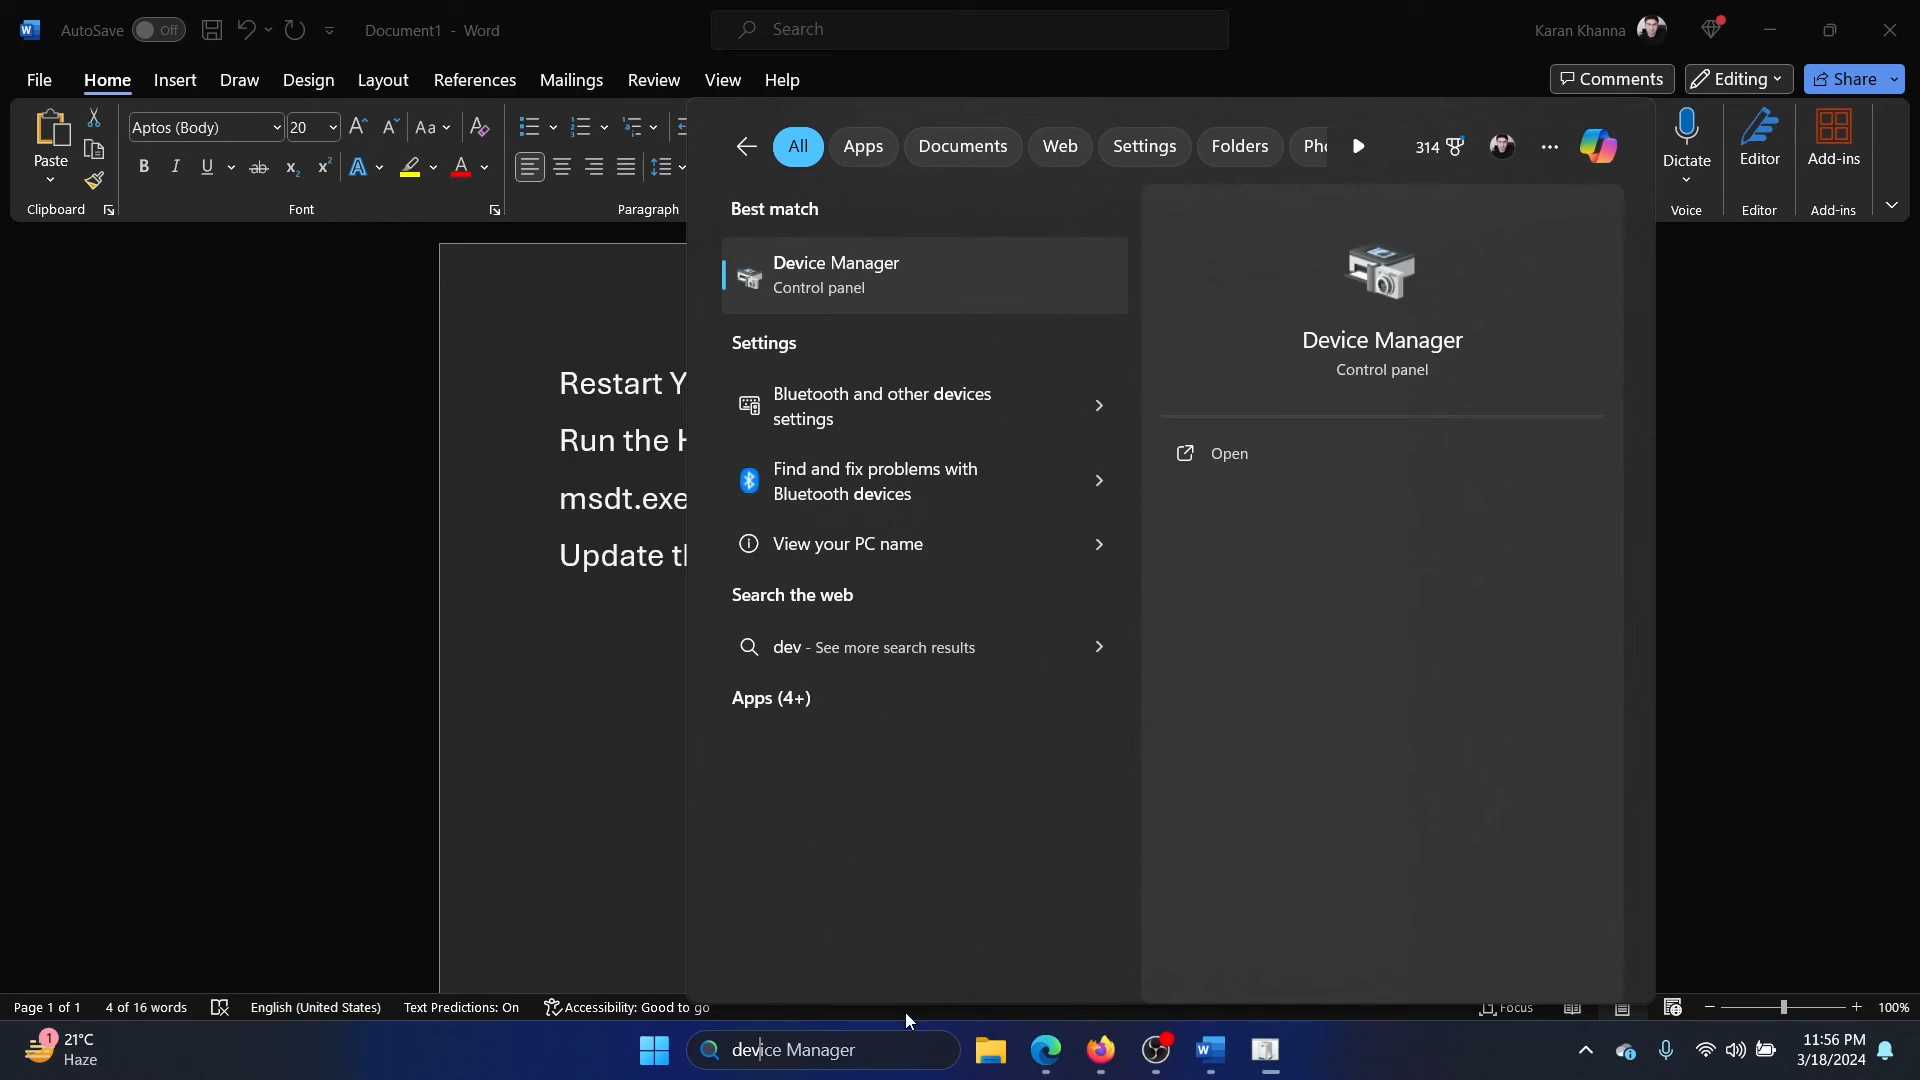 AutoSave Off Document1 - Word
Search
Karan Khanna
File Home Insert Draw Design Layout References Mailings Review View Help
Comments Editing Share
Paste
Clipboard
Aptos (Body) 20
Font
Paragraph
Dictate
Voice
Editor
Editor
Add-ins
Add-ins
All Apps Documents Web Settings Folders
314
Best match
Device Manager
Control panel
Settings
Bluetooth and other devices
settings
Find and fix problems with
Bluetooth devices
View your PC name
Search the web
dev - See more search results
Apps (4+)
Device Manager
Control panel
Open
Restart Y
Run the
msdt.exe
Update
Page 1 of 1 4 of 16 words English (United States) Text Predictions: On Accessibility: Good to go
Focus 100%
1
21°C
Haze
device Manager
11:56 PM
3/18/2024